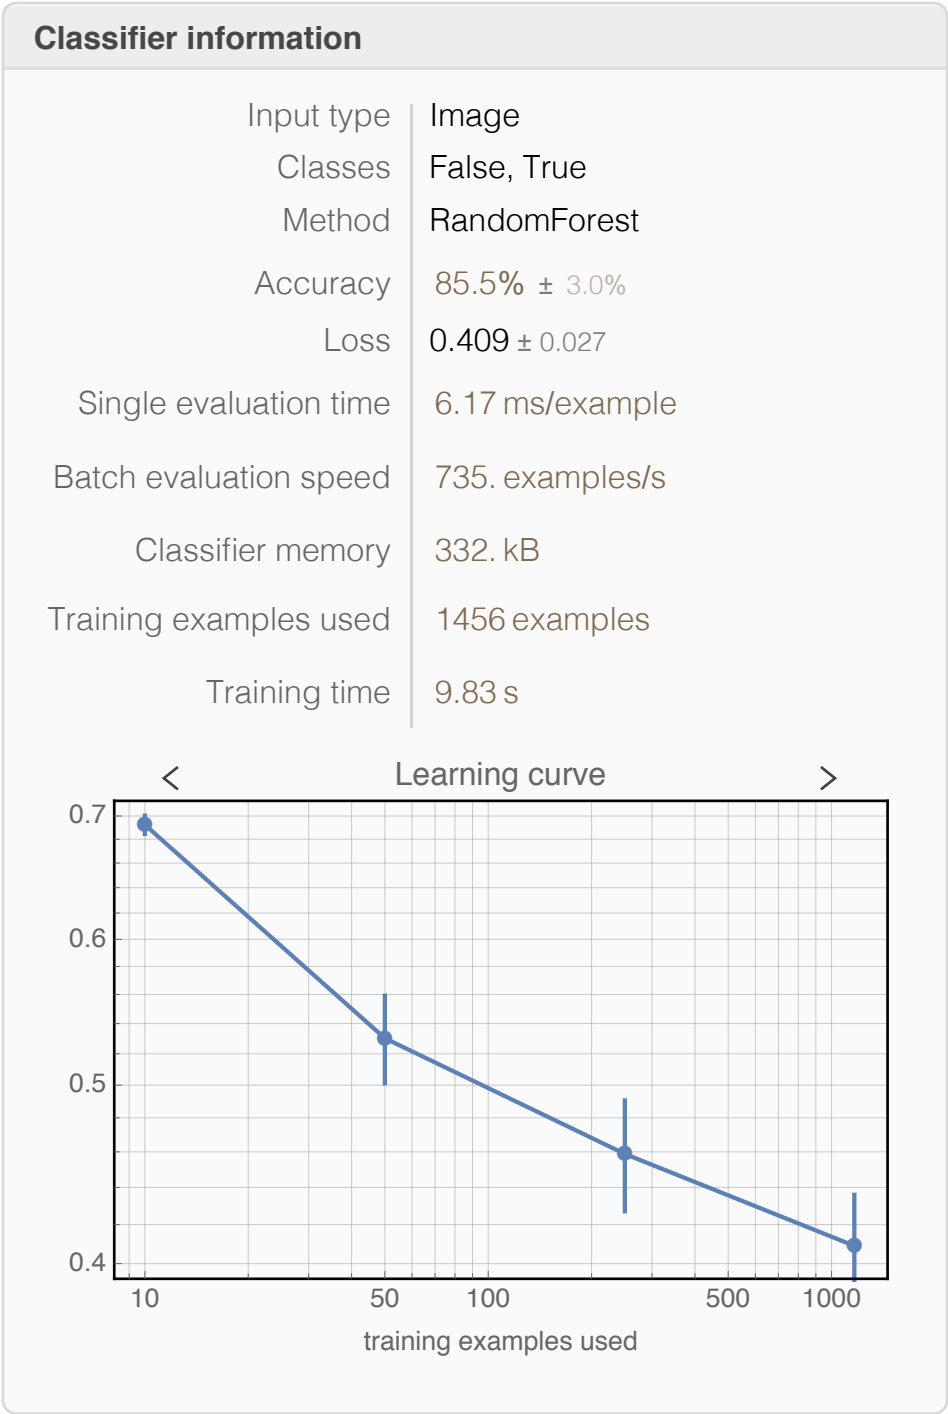 Classifier information
Input type Image
Classes False, True
Method RandomForest
Accuracy 85.5% ± 3.0%
Loss 0.409 ± 0.027
Single evaluation time 6.17 ms/example
Batch evaluation speed 735. examples/s
Classifier memory 332. kB
Training examples used 1456 examples
Training time 9.83 s
< Learning curve >
0.7
0.6
0.5
0.4
10 50 100 500 1000
training examples used